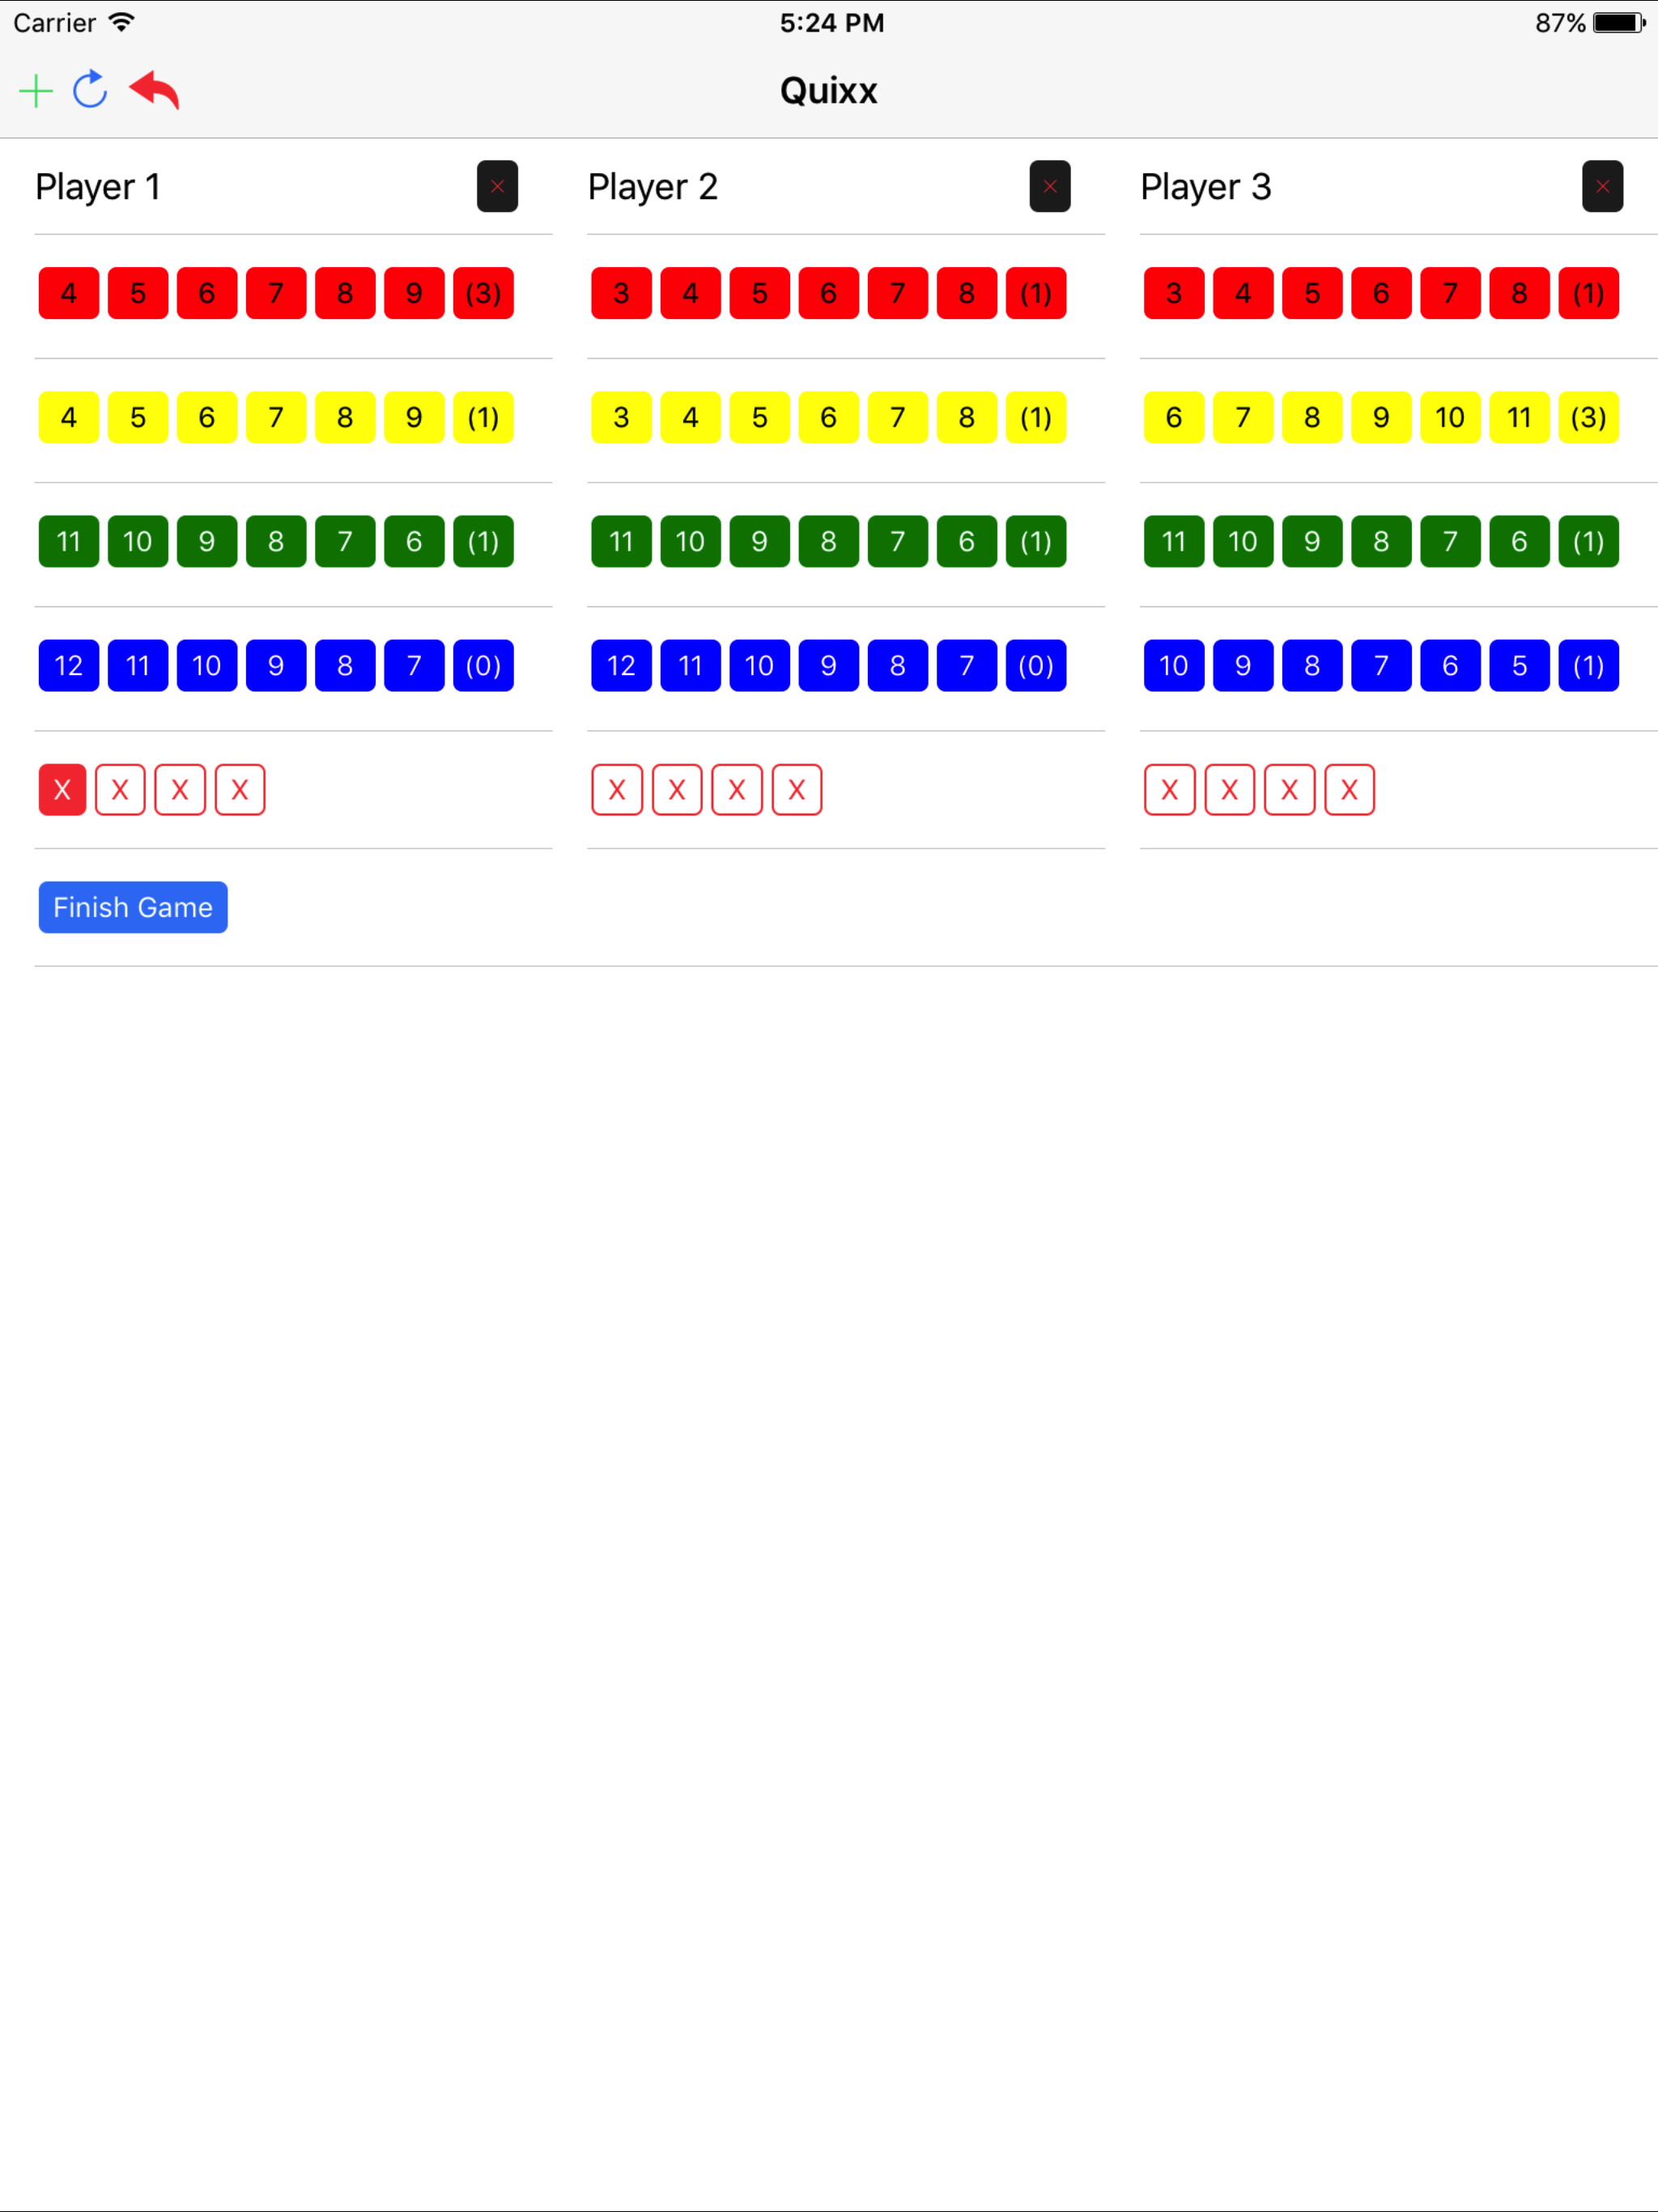 Carrier 5:24 PM 87%
Quixx
Player 1 Player 2 Player 3
4 5 6 7 8 9 (3) 3 4 5 6 7 8 (1) 3 4 5 6 7 8 (1)
4 5 6 7 8 9 (1) 3 4 5 6 7 8 (1) 6 7 8 9 10 11 (3)
11 10 9 8 7 6 (1) 11 10 9 8 7 6 (1) 11 10 9 8 7 6 (1)
12 11 10 9 8 7 (0) 12 11 10 9 8 7 (0) 10 9 8 7 6 5 (1)
X X X X X X X X X X X X
Finish Game